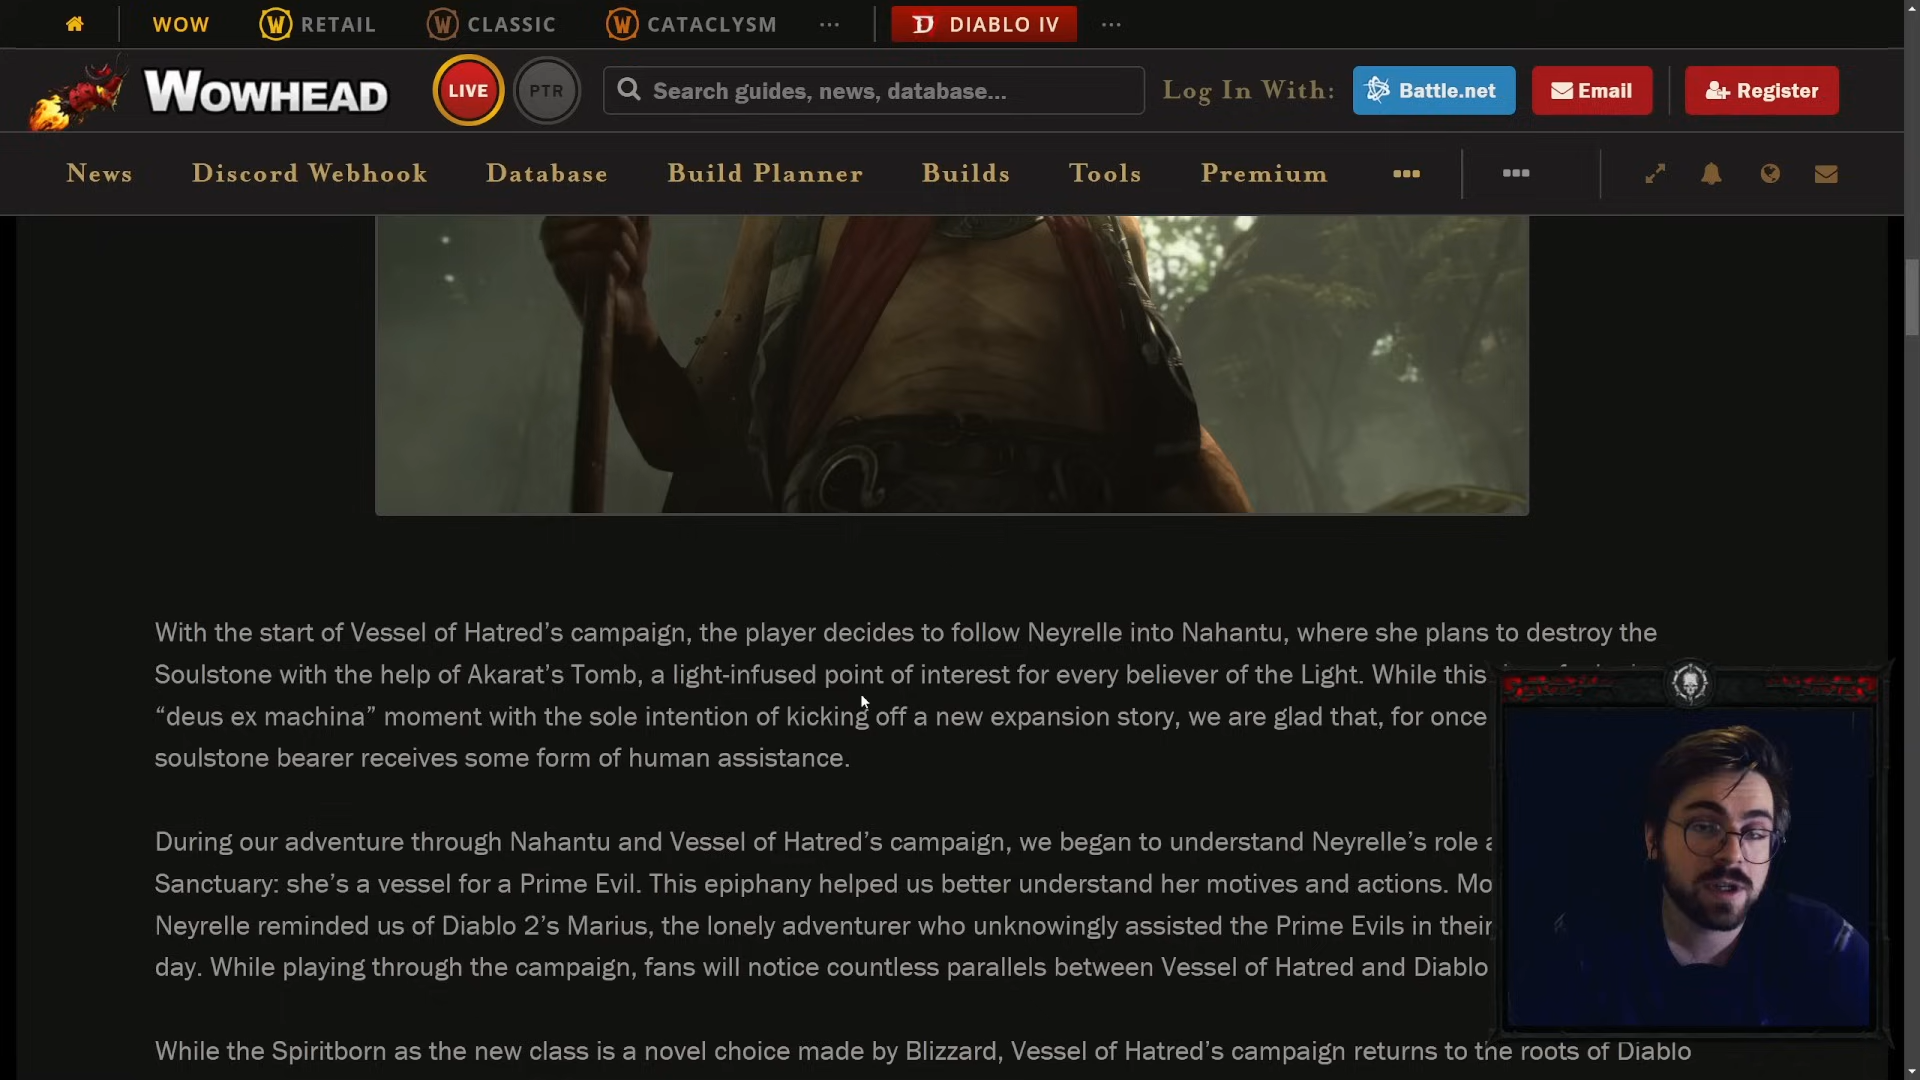 WOW
RETAIL
CLASSIC
CATACLYSM
DIABLO IV
WOWHEAD
LIVE
PTR
Search guides, news, database...
Log In With:
Battle.net
Email
Register
News
Discord Webhook
Database
Build Planner
Builds
Tools
Premium
With the start of Vessel of Hatred’s campaign, the player decides to follow Neyrelle into Nahantu, where she plans to destroy the
Soulstone with the help of Akarat’s Tomb, a light-infused point of interest for every believer of the Light. While this
“deus ex machina” moment with the sole intention of kicking off a new expansion story, we are glad that, for once
soulstone bearer receives some form of human assistance.
During our adventure through Nahantu and Vessel of Hatred’s campaign, we began to understand Neyrelle’s role
Sanctuary: she’s a vessel for a Prime Evil. This epiphany helped us better understand her motives and actions.
Neyrelle reminded us of Diablo 2’s Marius, the lonely adventurer who unknowingly assisted the Prime Evils in their
day. While playing through the campaign, fans will notice countless parallels between Vessel of Hatred and Diablo
While the Spiritborn as the new class is a novel choice made by Blizzard, Vessel of Hatred’s campaign returns to the roots of Diablo